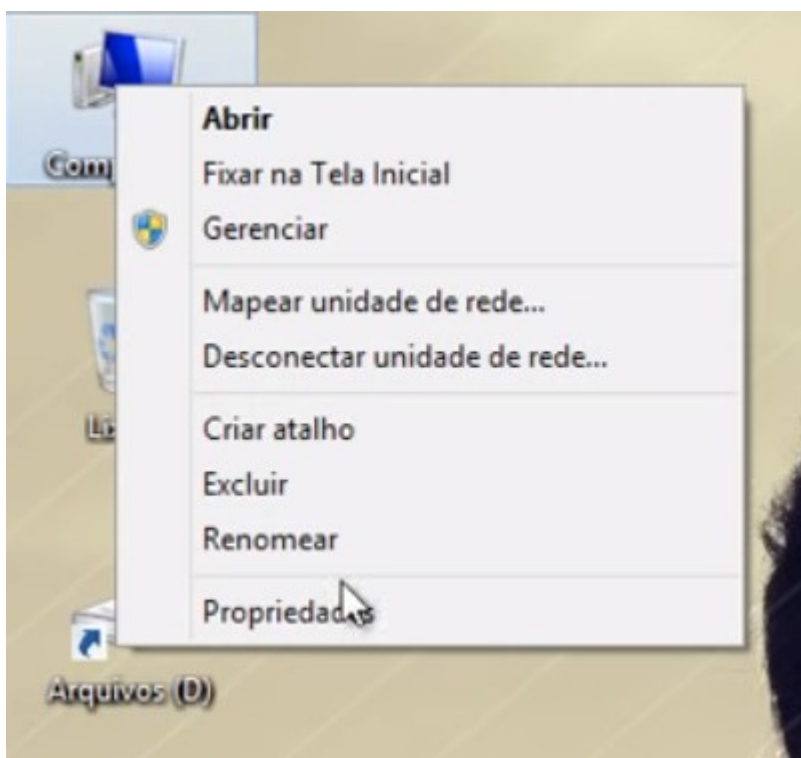 Abrir
Fixar na Tela Inicial
Gerenciar
Mapear unidade de rede...
Desconectar unidade de rede...
Criar atalho
Excluir
Renomear
Propriedades
Arquivos (D)